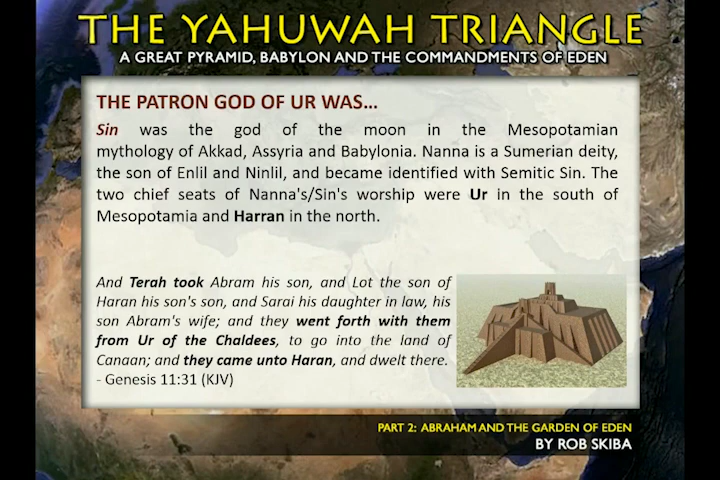 THE YAHUWAH TRIANGLE
A GREAT PYRAMID, BABYLON AND THE COMMANDMENTS OF EDEN
THE PATRON GOD OF UR WAS...
Sin was the god of the moon in the Mesopotamian
mythology of Akkad, Assyria and Babylonia. Nanna is a Sumerian deity,
the son of Enlil and Ninlil, and became identified with Semitic Sin. The
two chief seats of Nanna's/Sin's worship were Ur in the south of
Mesopotamia and Harran in the north.
And Terah took Abram his son, and Lot the son of
Haran his son's son, and Sarai his daughter in law, his
son Abram's wife; and they went forth with them
from Ur of the Chaldees, to go into the land of
Canaan; and they came unto Haran, and dwelt there.
- Genesis 11:31 (KJV)
PART 2: ABRAHAM AND THE GARDEN OF EDEN
BY ROB SKIBA